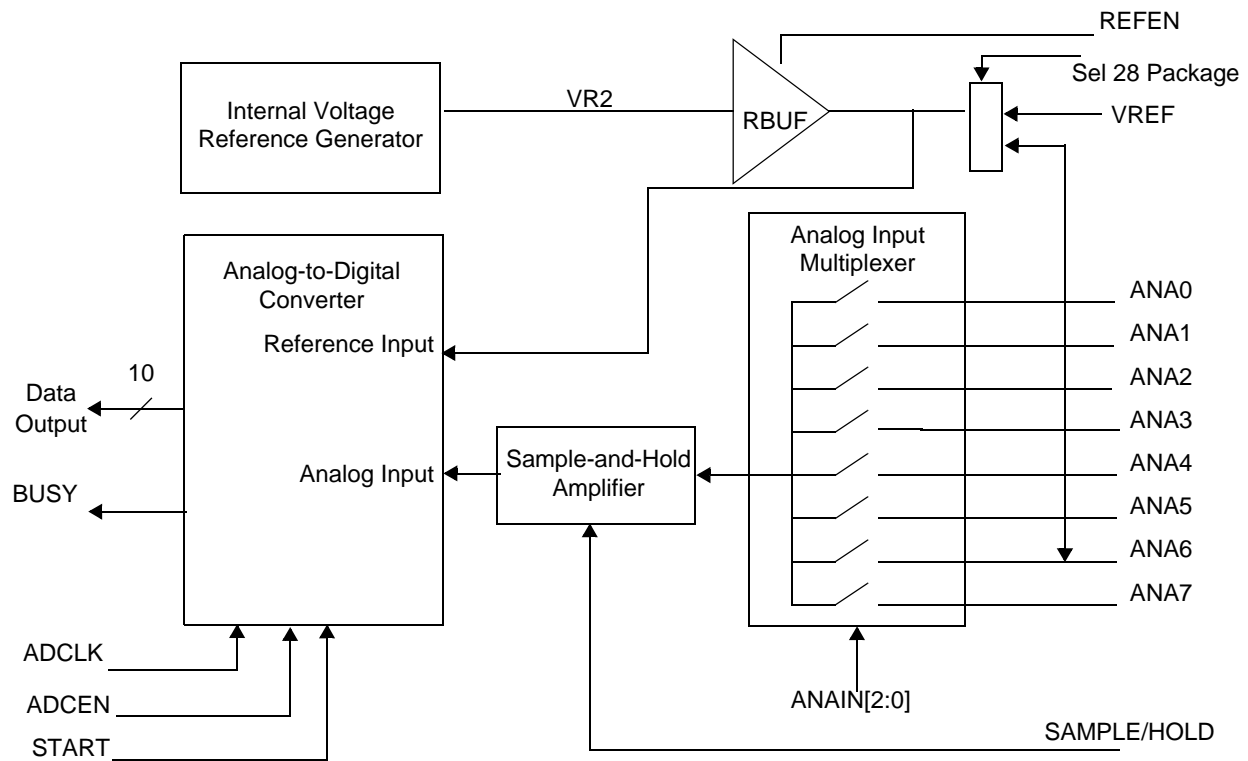 REFEN
Sel 28 Package
Internal Voltage
Reference Generator
VR2
RBUF
VREF
Analog-to-Digital
Converter
Reference Input
Analog Input
Multiplexer
ANA0
ANA1
ANA2
ANA3
ANA4
ANA5
ANA6
ANA7
10
Data
Output
Analog Input
Sample-and-Hold
Amplifier
BUSY
ADCLK
ADCEN
START
ANAIN[2:0]
SAMPLE/HOLD